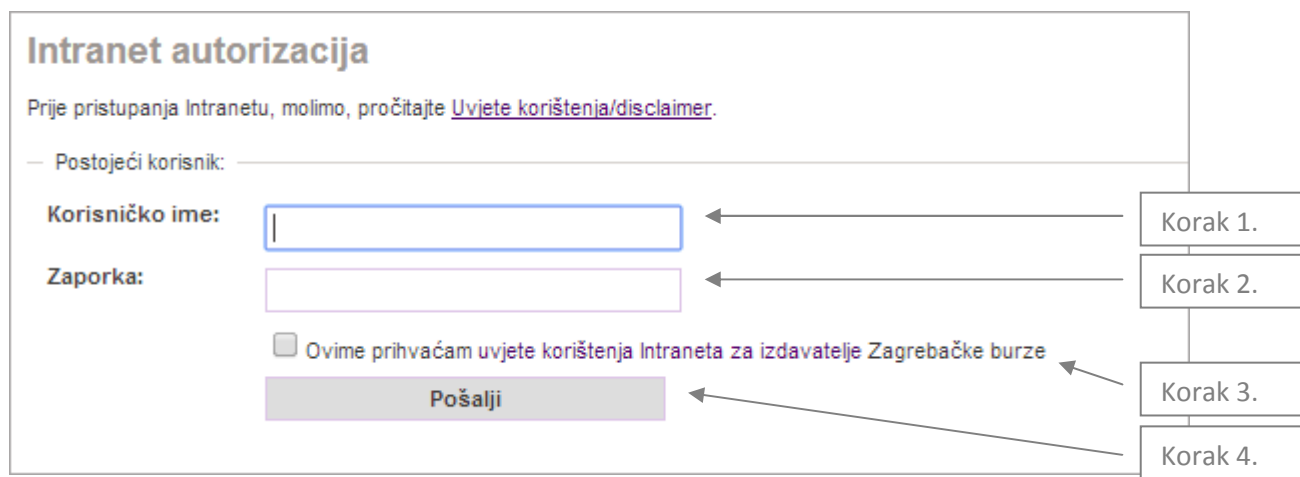 Intranet autorizacija
Prije pristupanja Intranetu, molimo, pročitajte Uvjete korištenja/disclaimer.
Postojeći korisnik:
Korisničko ime:
Korak 1.
Zaporka:
Korak 2.
Ovime prihvaćam uvjete korištenja Intraneta za izdavatelje Zagrebačke burze
Korak 3.
Pošalji
Korak 4.